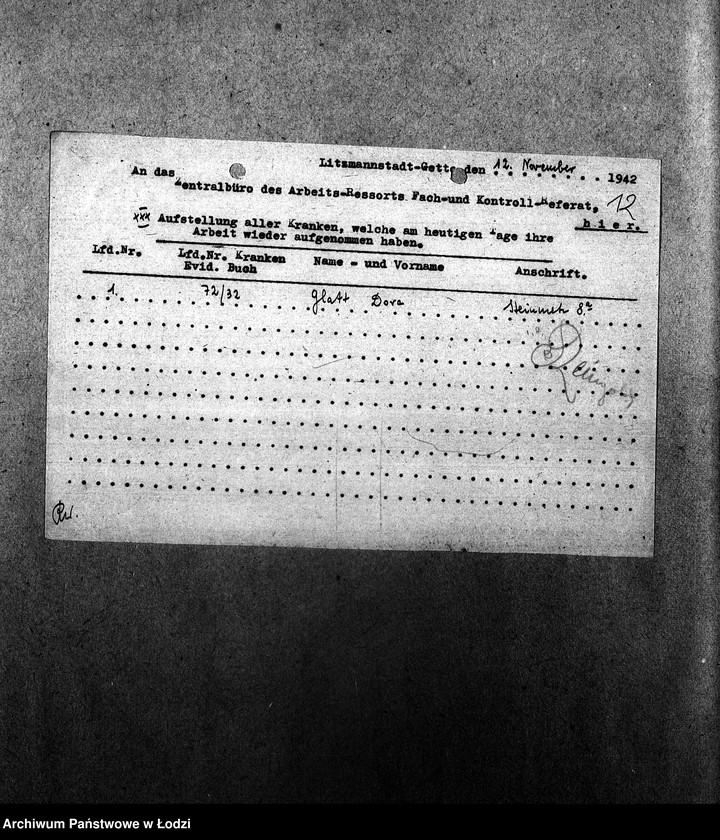 Litzmannstadt-Getto, den 12. November 1942
An das
Zentralbüro des Arbeits-Ressorts Fach-und Kontroll-Referat,
12
h i e r.
xxx Aufstellung aller Kranken, welche am heutigen Tage ihre
Arbeit wieder aufgenommen haben.
Lfd.Nr. Lfd.Nr. Kranken Name - und Vorname Anschrift.
Evid. Buch
1. 72/32 Glatt Dora Steinmetz 8.
Archiwum Państwowe w Łodzi